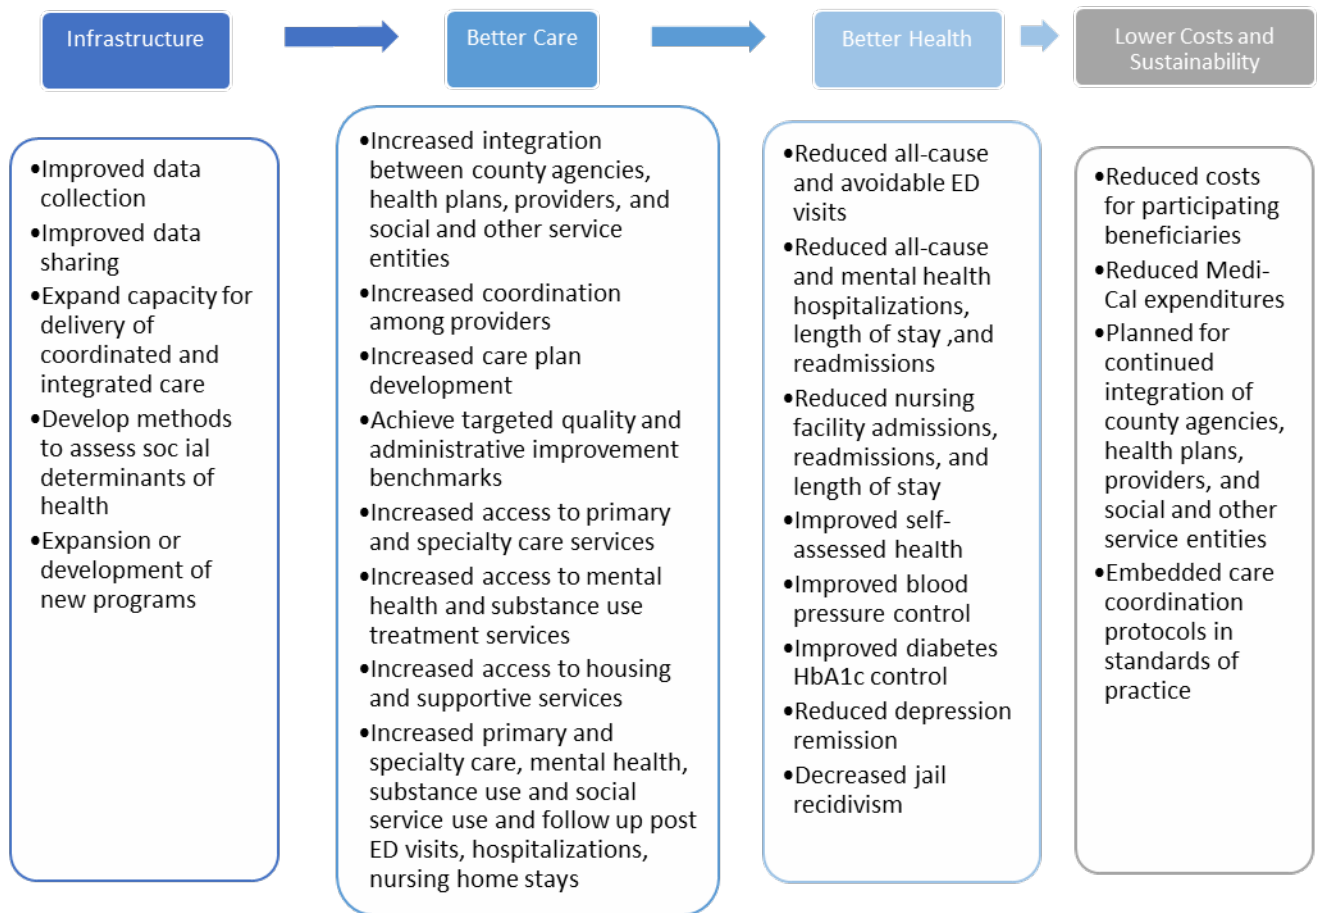 Infrastructure
Better Care
Better Health
Lower Costs and
Sustainability
•Improved data
collection
•Improved data
sharing
•Expand capacity for
delivery of
coordinated and
integrated care
•Develop methods
to assess soc ial
determinants of
health
•Expansion or
development of
new programs
•Increased integration
between county agencies,
health plans, providers, and
social and other service
entities
•Increased coordination
among providers
•Increased care plan
development
•Achieve targeted quality and
administrative improvement
benchmarks
•Increased access to primary
and specialty care services
•Increased access to mental
health and substance use
treatment services
•Increased access to housing
and supportive services
•Increased primary and
specialty care, mental health,
substance use and social
service use and follow up post
ED visits, hospitalizations,
nursing home stays
•Reduced all-cause
and avoidable ED
visits
•Reduced all-cause
and mental health
hospitalizations,
length of stay ,and
readmissions
•Reduced nursing
facility admissions,
readmissions, and
length of stay
•Improved self-
assessed health
•Improved blood
pressure control
•Improved diabetes
HbA1c control
•Reduced depression
remission
•Decreased jail
recidivism
•Reduced costs
for participating
beneficiaries
•Reduced Medi-
Cal expenditures
•Planned for
continued
integration of
county agencies,
health plans,
providers, and
social and other
service entities
•Embedded care
coordination
protocols in
standards of
practice